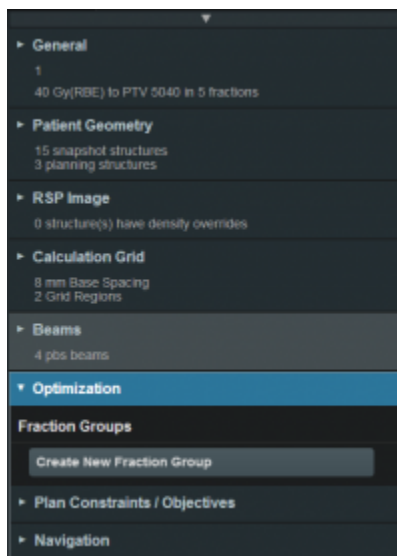 General
1
40 Gy(RBE) to PTV 5040 in 5 fractions
Patient Geometry
15 snapshot structures
3 planning structures
RSP Image
0 structure(s) have density overrides
Calculation Grid
8 mm Base Spacing
2 Grid Regions
Beams
4 pbs beams
Optimization
Fraction Groups
Create New Fraction Group
Plan Constraints / Objectives
Navigation